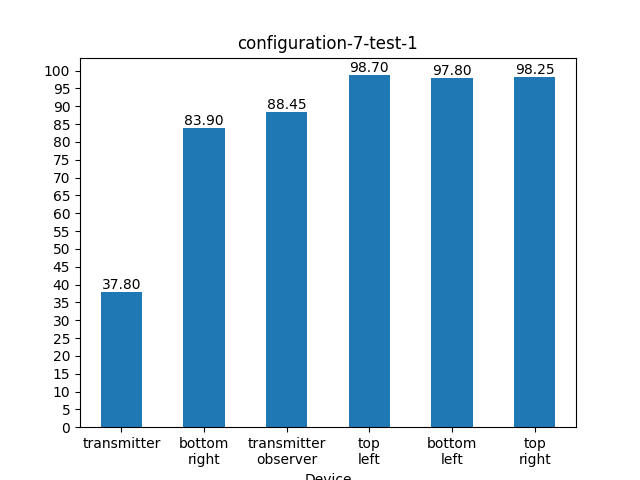 configuration-7-test-1
100
95
90
85
80
75
70
65
60
55
50
45
40
35
30
25
20
15
10
5
0
37.80
83.90
88.45
98.70
97.80
98.25
transmitter
bottom
right
transmitter
observer
top
left
bottom
left
top
right
Device